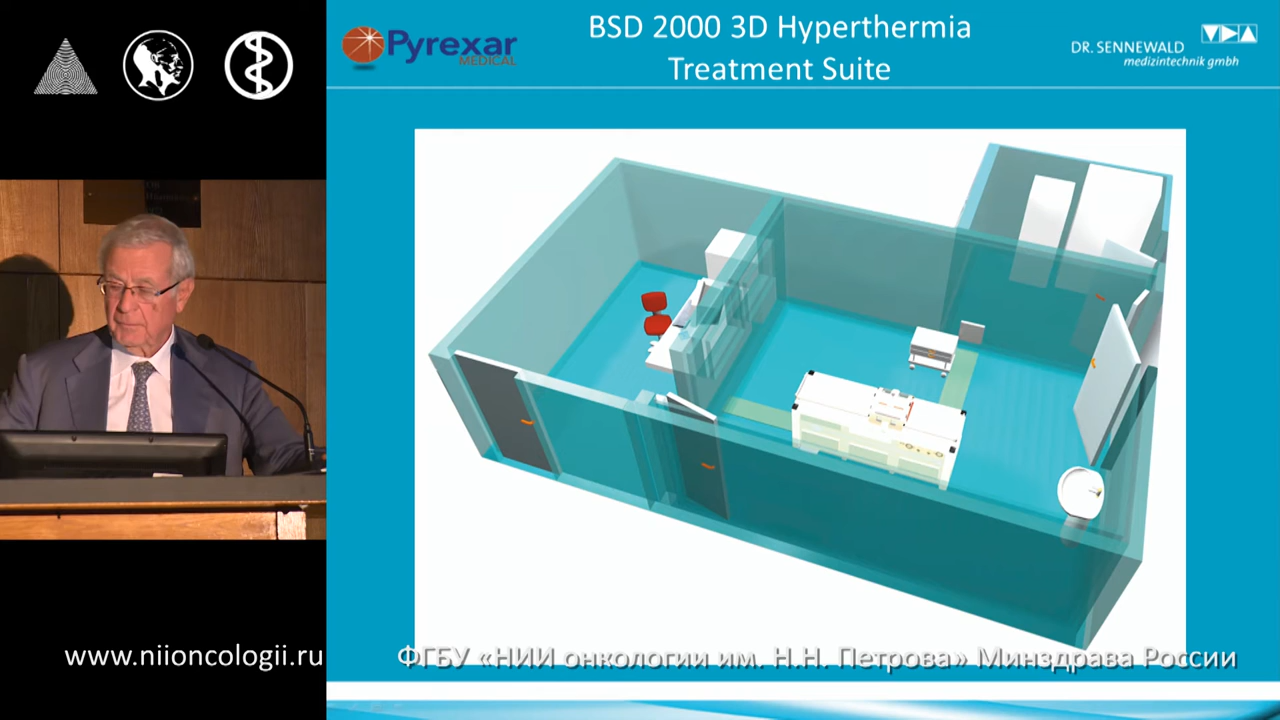 Pyrexar
MEDICAL
BSD 2000 3D Hyperthermia
Treatment Suite
DR. SENNEWALD
medizintechnik gmbh
www.niioncologii.ru
ФГБУ «НИИ онкологии им. Н.Н. Петрова» Минздрава России